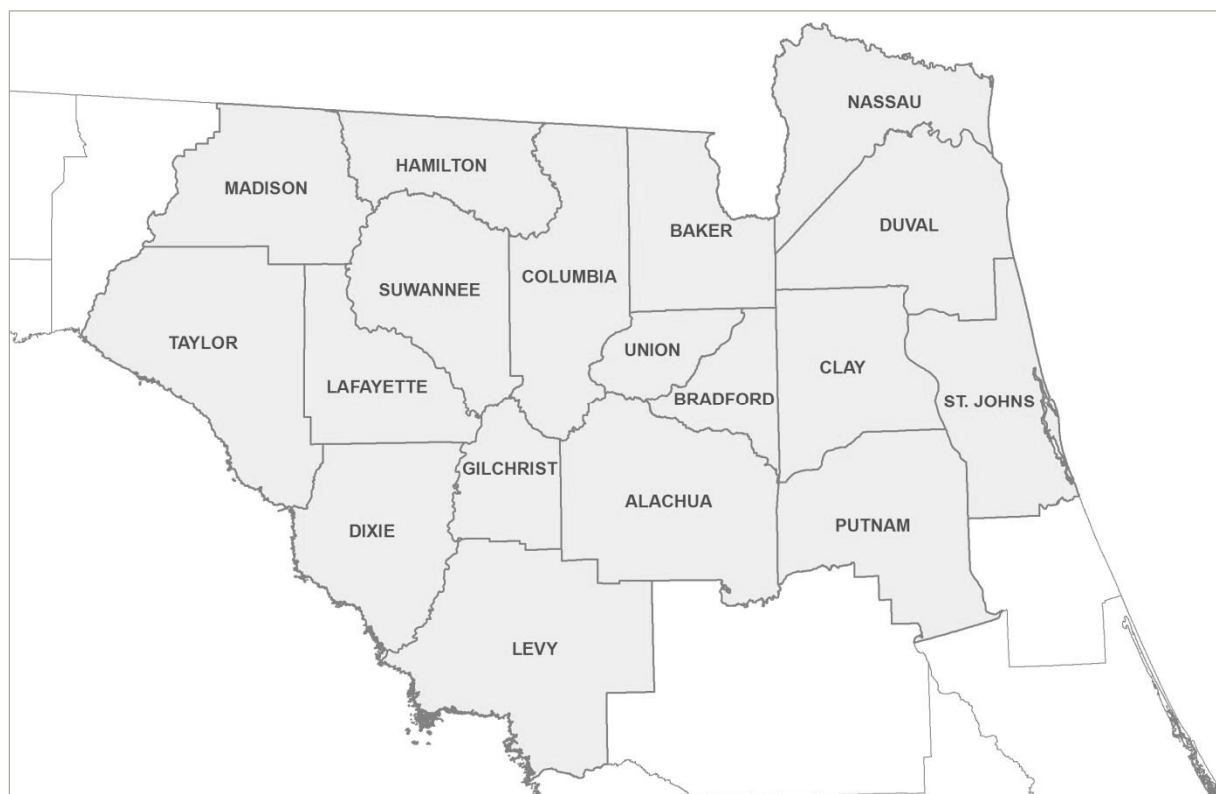 NASSAU
HAMILTON
MADISON
DUVAL
BAKER
COLUMBIA
SUWANNEE
TAYLOR
UNION
CLAY
LAFAYETTE
BRADFORD
ST. JOHNS
GILCHRIST
ALACHUA
DIXIE
PUTNAM
LEVY